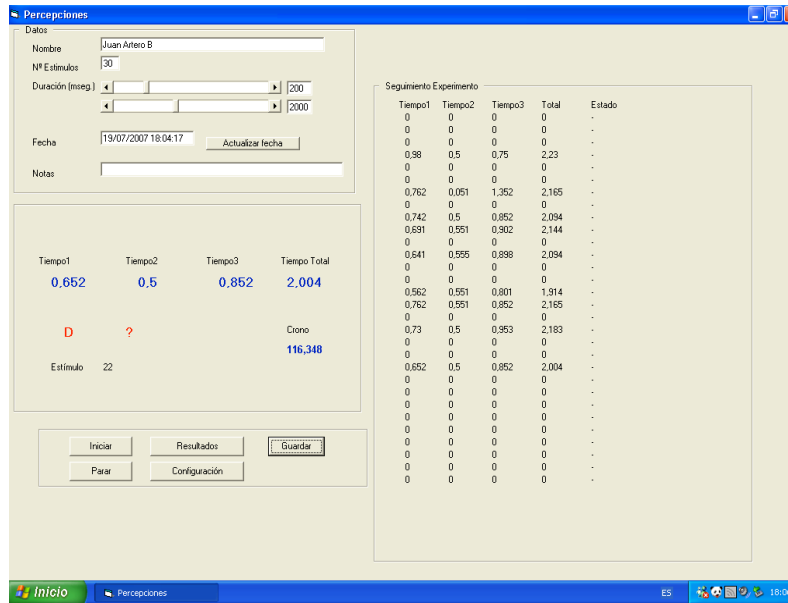 Percepciones
Datos
Nombre Juan Artero B
Nº Estimulos 30
Duración (mseg.) 200
2000
Fecha 19/07/2007 18:04:17 Actualizar fecha
Notas
Tiempo1 Tiempo2 Tiempo3 Tiempo Total
0,652 0,5 0,852 2,004
D ? Crono
116,348
Estímulo 22
Iniciar Resultados Guardar
Parar Configuración
Seguimiento Experimento
Tiempo1 Tiempo2 Tiempo3 Total Estado
0 0 0 0 -
0 0 0 0 -
0 0 0 0 -
0,98 0,5 0,75 2,23 -
0 0 0 0 -
0 0 0 0 -
0,762 0,051 1,352 2,165 -
0 0 0 0 -
0,742 0,5 0,852 2,094 -
0,691 0,551 0,902 2,144 -
0 0 0 0 -
0,641 0,555 0,898 2,094 -
0 0 0 0 -
0 0 0 0 -
0,562 0,551 0,801 1,914 -
0,762 0,551 0,852 2,165 -
0 0 0 0 -
0,73 0,5 0,953 2,183 -
0 0 0 0 -
0 0 0 0 -
0,652 0,5 0,852 2,004 -
0 0 0 0 -
0 0 0 0 -
0 0 0 0 -
0 0 0 0 -
0 0 0 0 -
0 0 0 0 -
0 0 0 0 -
0 0 0 0 -
0 0 0 0 -
Inicio Percepciones ES